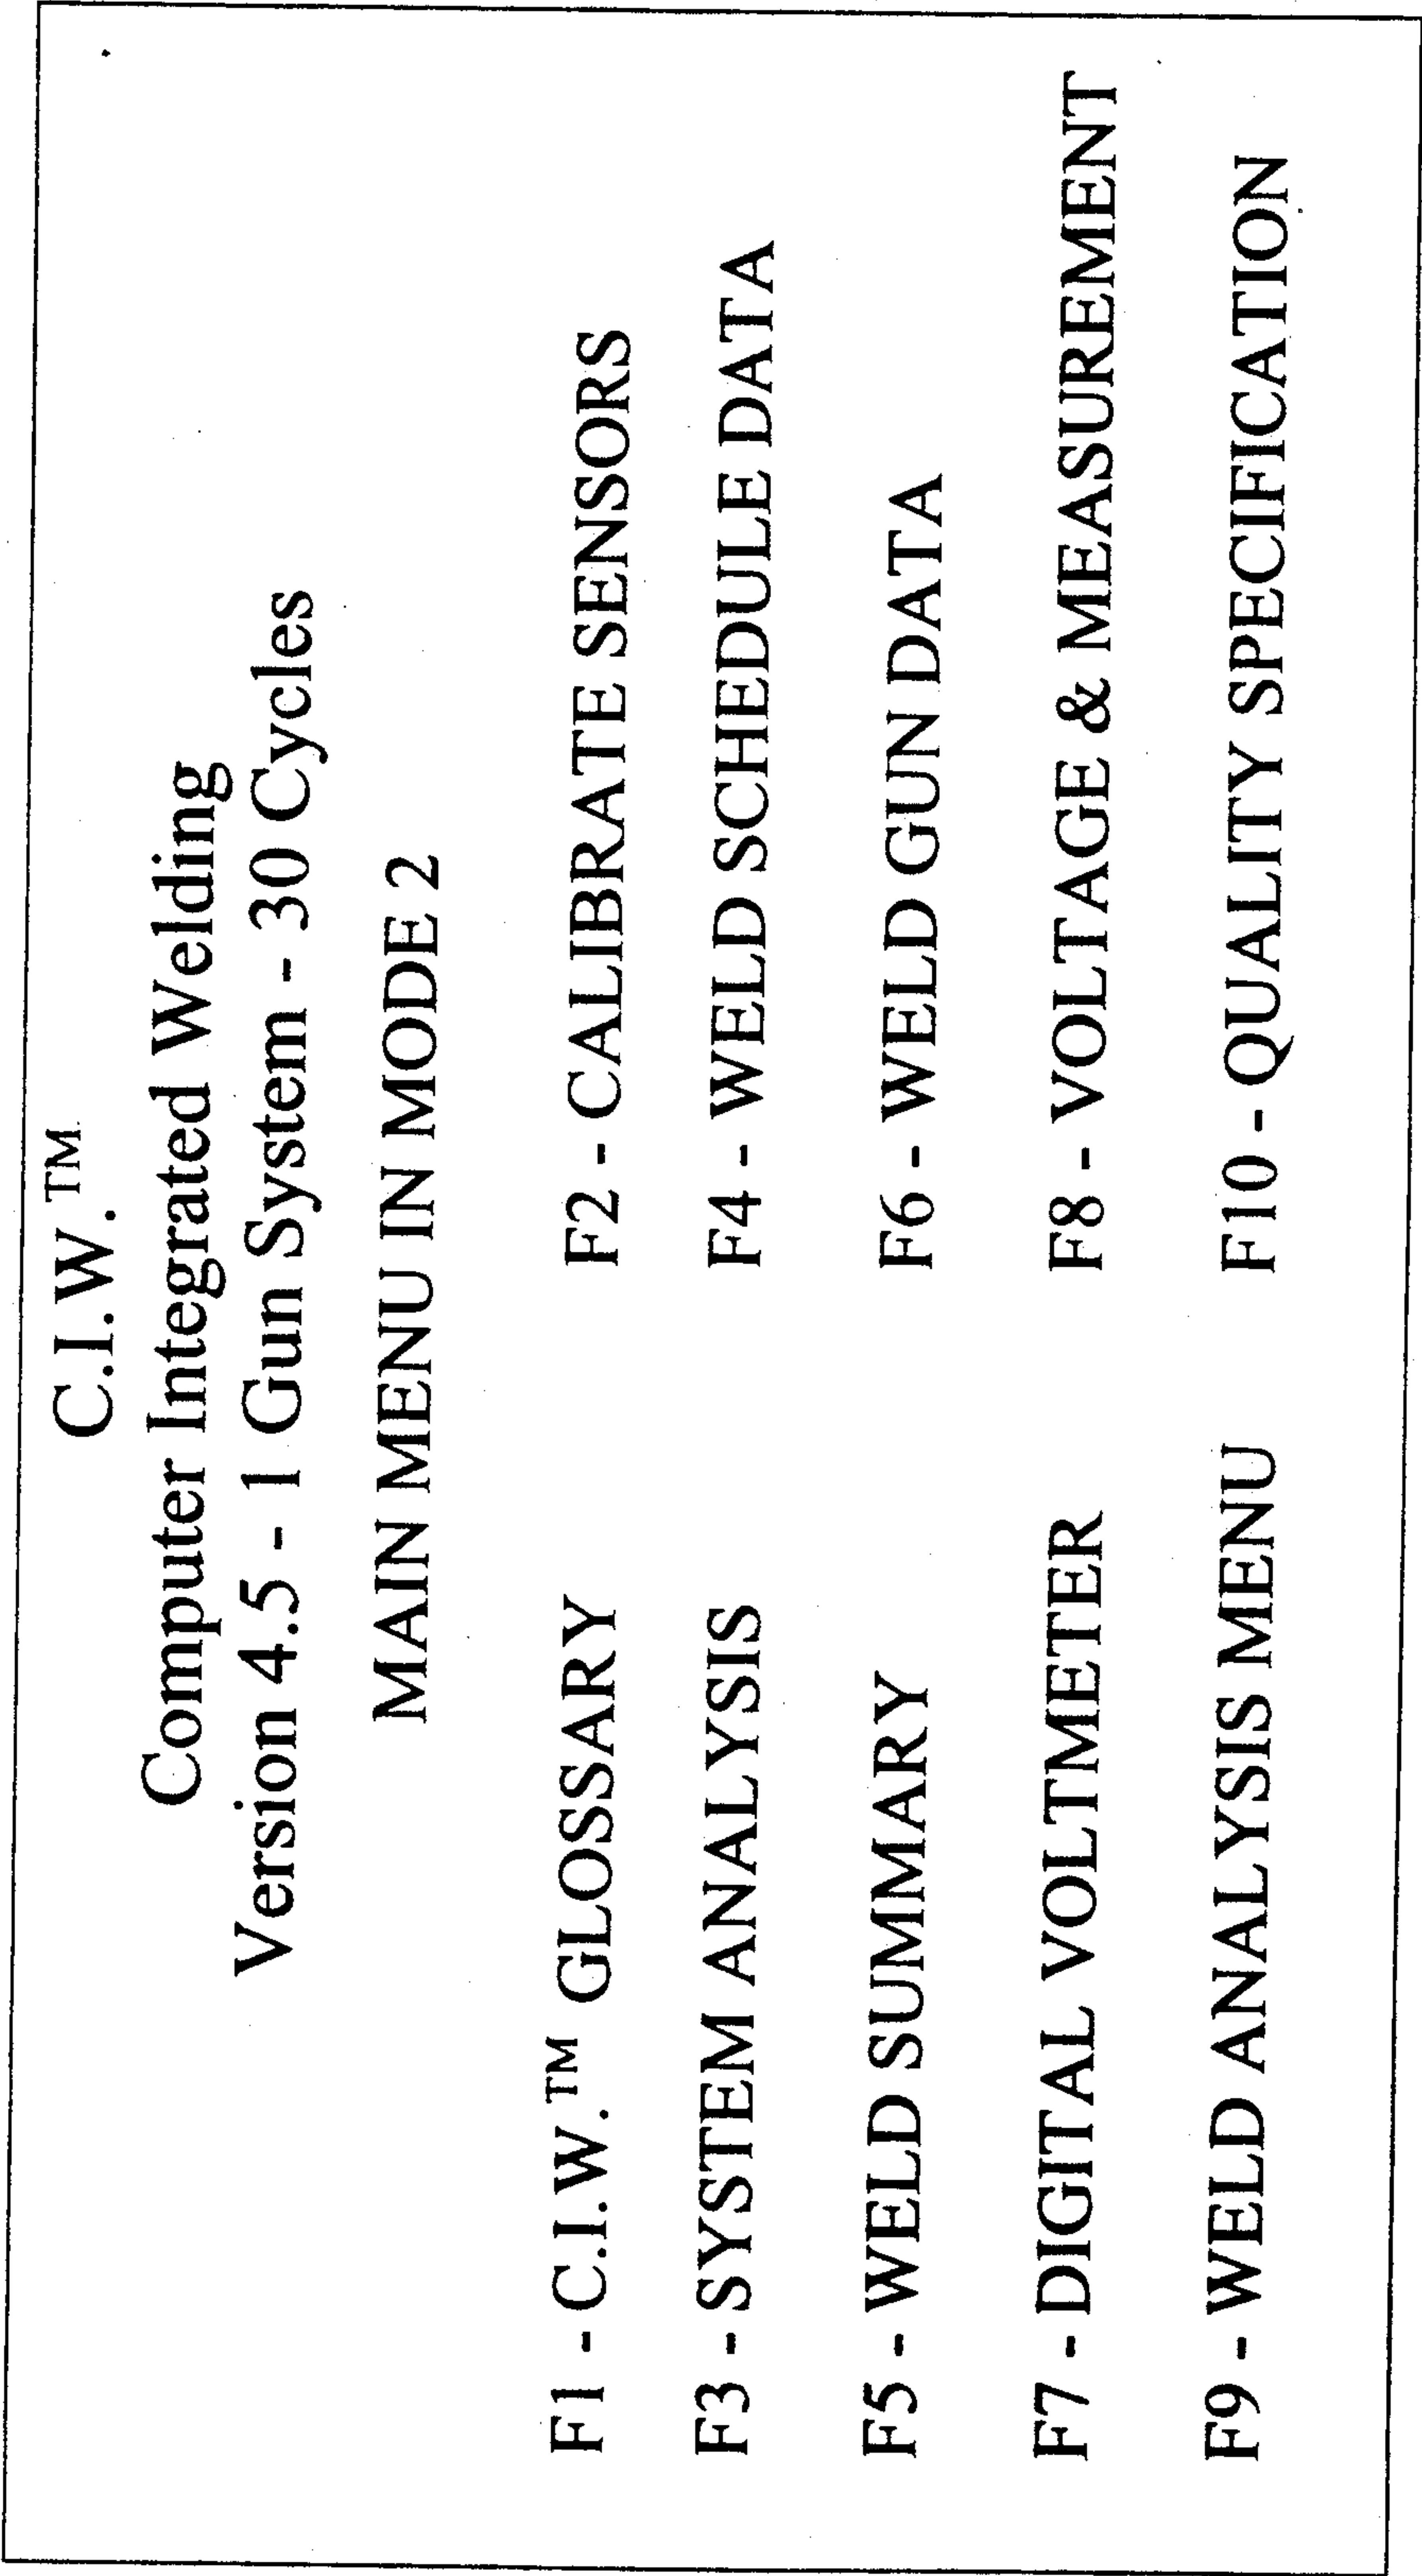 C.I.W.™
Computer Integrated Welding
Version 4.5 - 1 Gun System - 30 Cycles
MAIN MENU IN MODE 2
F1 - C.I.W.™ GLOSSARY F2 - CALIBRATE SENSORS
F3 - SYSTEM ANALYSIS F4 - WELD SCHEDULE DATA
F5 - WELD SUMMARY F6 - WELD GUN DATA
F7 - DIGITAL VOLTMETER F8 - VOLTAGE & MEASUREMENT
F9 - WELD ANALYSIS MENU F10 - QUALITY SPECIFICATION